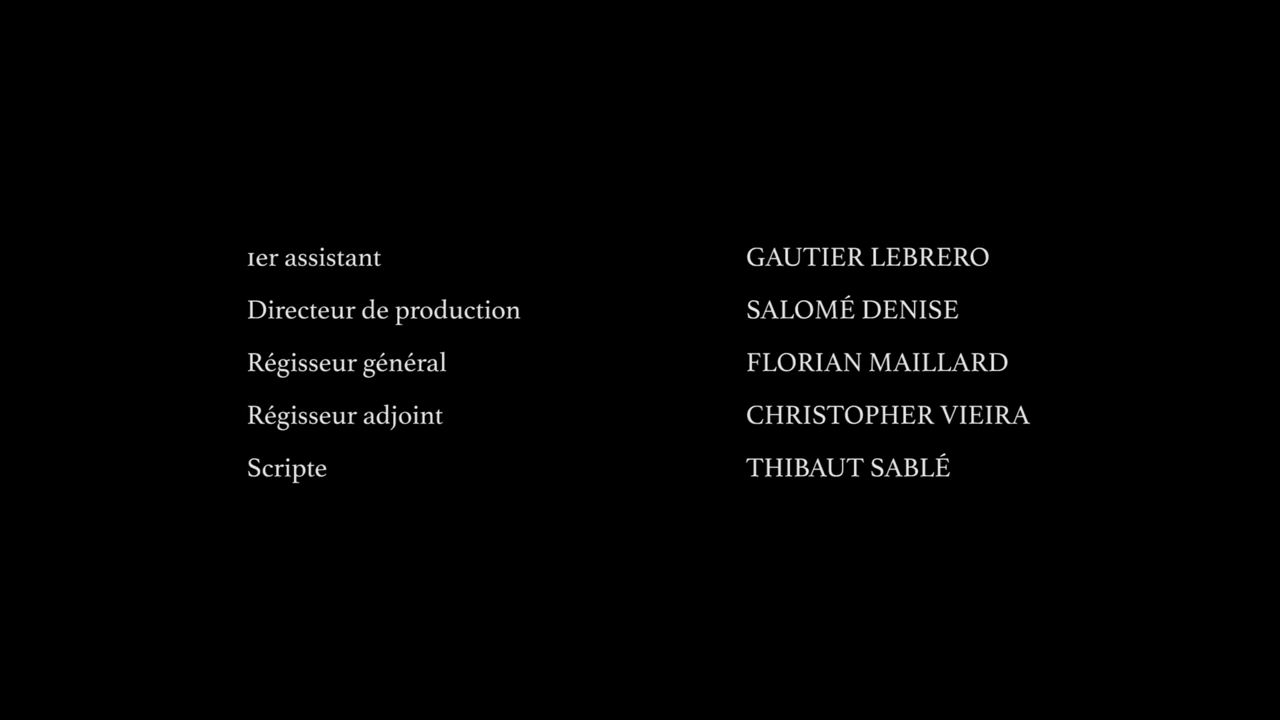 1er assistant GAUTIER LEBRERO
Directeur de production SALOMÉ DENISE
Régisseur général FLORIAN MAILLARD
Régisseur adjoint CHRISTOPHER VIEIRA
Scripte THIBAUT SABLÉ